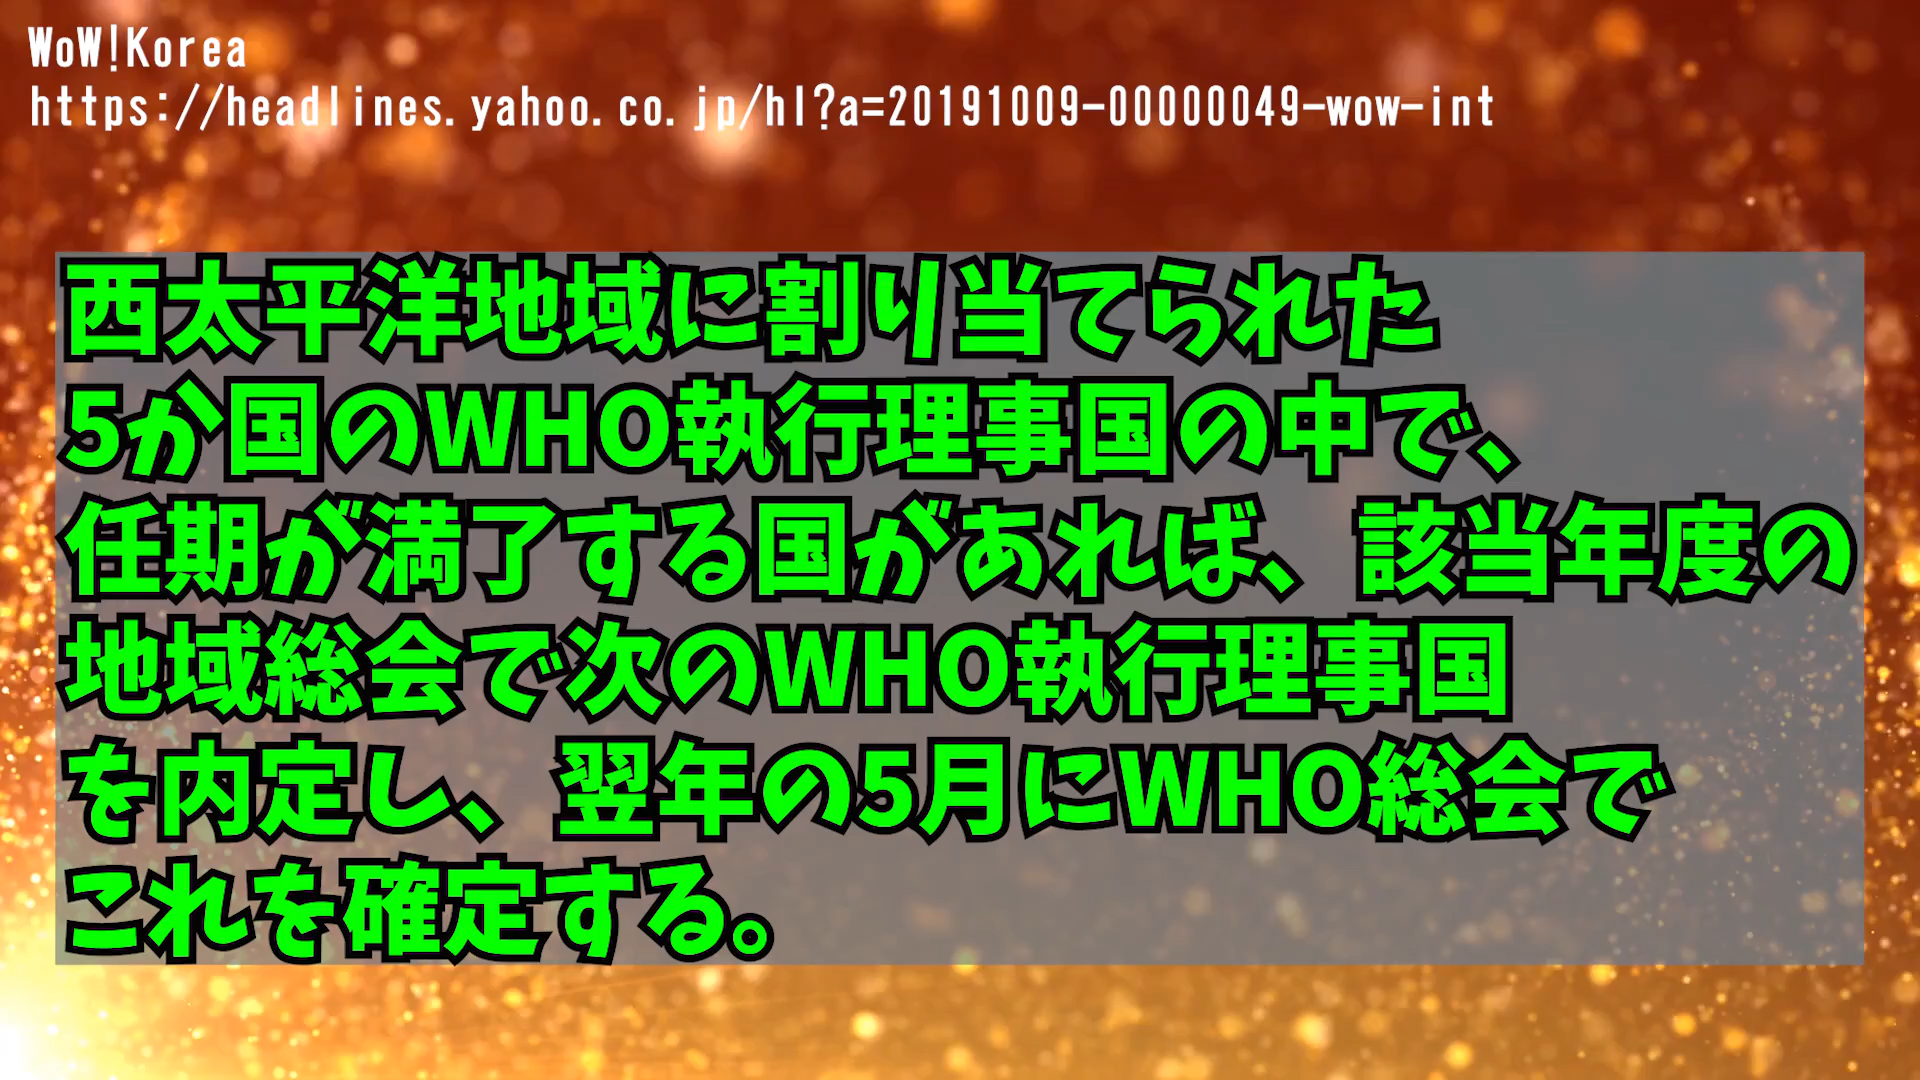 WoW!Korea
https://headlines.yahoo.co.jp/hl?a=20191009-00000049-wow-int
西太平洋地域に割り当てられた
5か国のWHO執行理事国の中で、
任期が満了する国があれば、該当年度の
地域総会で次のWHO執行理事国
を内定し、翌年の5月にWHO総会で
これを確定する。